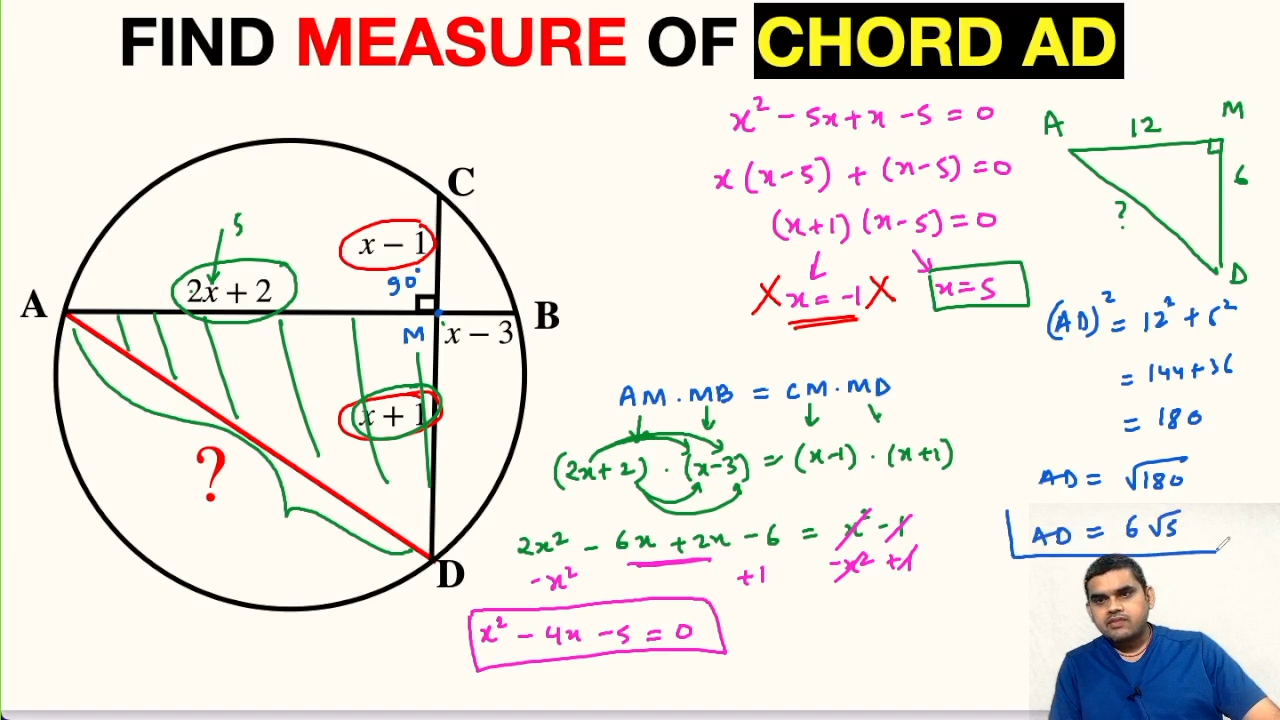 FIND MEASURE OF CHORD AD
A
B
C
D
M
5
2x + 2
x − 1
90°
x − 3
x + 1
?
AM . MB = CM . MD
(2x+2) . (x-3) = (x-1) . (x+1)
2x² - 6x + 2x - 6 = x² - 1
-x² +1 -x² +1
x² - 4x - 5 = 0
x² - 5x + x - 5 = 0
x (x-5) + (x-5) = 0
(x+1) (x-5) = 0
X x = -1 X
x = 5
A 12 M
6
?
D
(AD)² = 12² + 6²
= 144+36
= 180
AD = √180
AD = 6√5